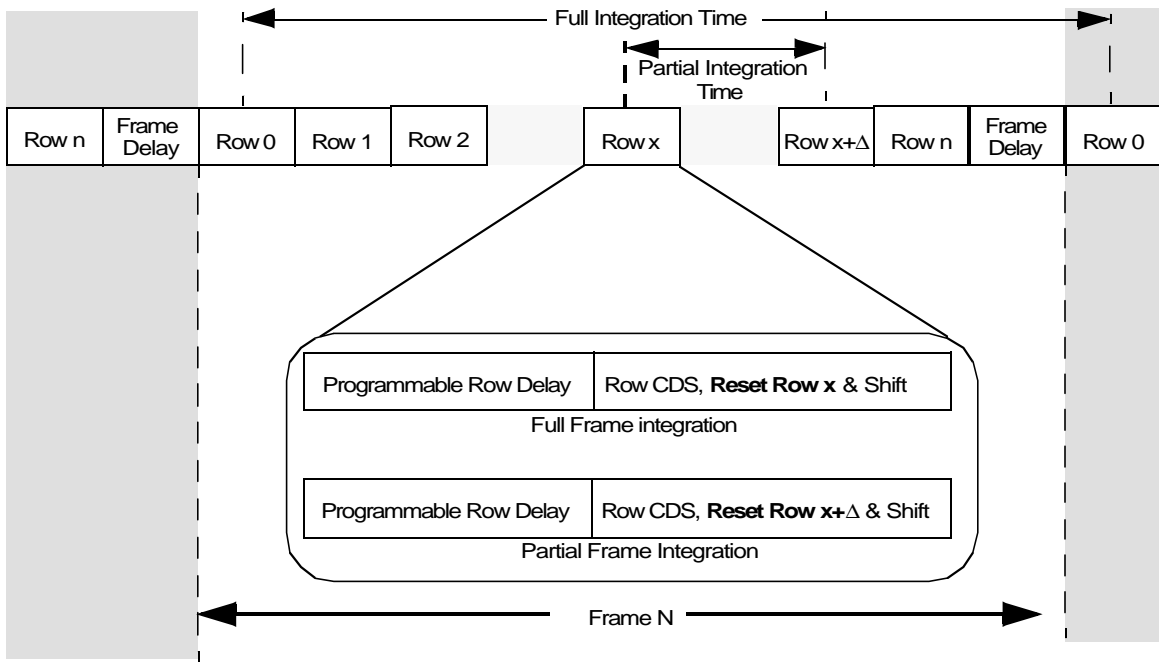 Full Integration Time
Partial Integration
Time
Row n
Frame
Delay
Row 0
Row 1
Row 2
Row x
Row x+Δ
Row n
Frame
Delay
Row 0
Programmable Row Delay
Row CDS, Reset Row x & Shift
Full Frame integration
Programmable Row Delay
Row CDS, Reset Row x+Δ & Shift
Partial Frame Integration
Frame N